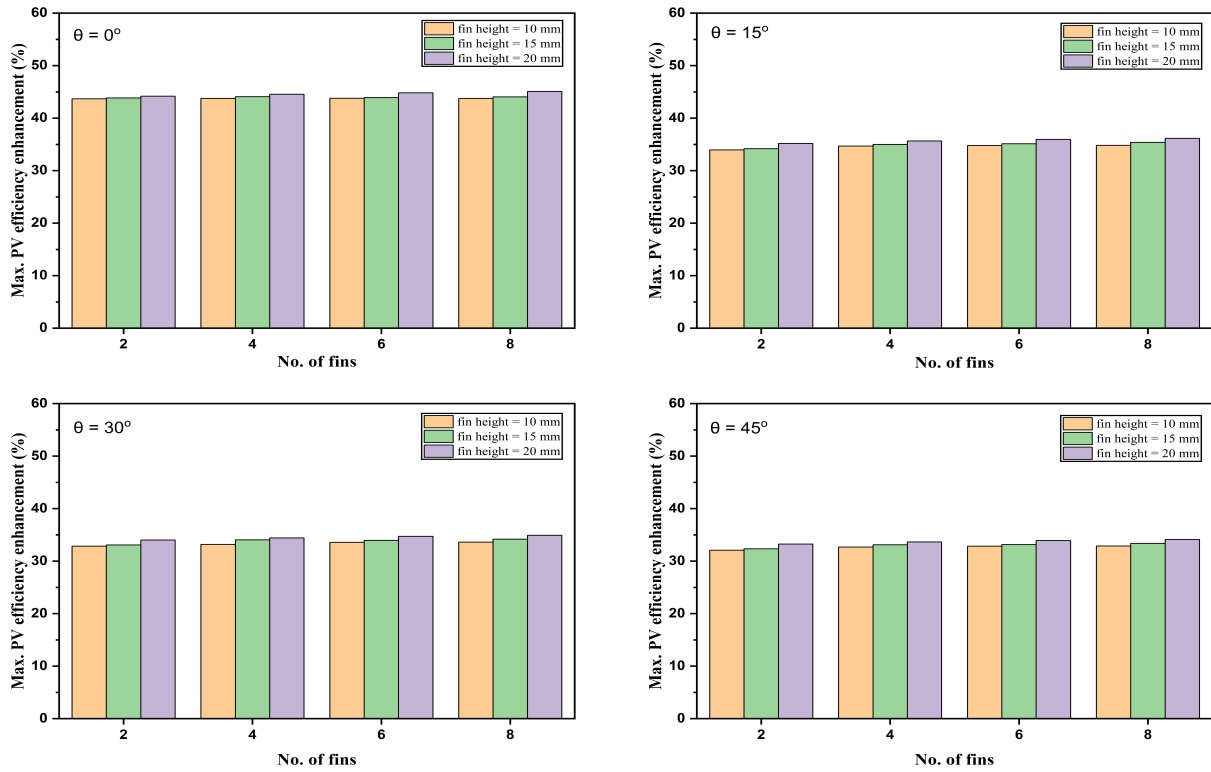 θ = 0°
fin height = 10 mm
fin height = 15 mm
fin height = 20 mm
Max. PV efficiency enhancement (%)
60
50
40
30
20
10
0
2 4 6 8
No. of fins
θ = 15°
fin height = 10 mm
fin height = 15 mm
fin height = 20 mm
Max. PV efficiency enhancement (%)
60
50
40
30
20
10
0
2 4 6 8
No. of fins
θ = 30°
fin height = 10 mm
fin height = 15 mm
fin height = 20 mm
Max. PV efficiency enhancement (%)
60
50
40
30
20
10
0
2 4 6 8
No. of fins
θ = 45°
fin height = 10 mm
fin height = 15 mm
fin height = 20 mm
Max. PV efficiency enhancement (%)
60
50
40
30
20
10
0
2 4 6 8
No. of fins